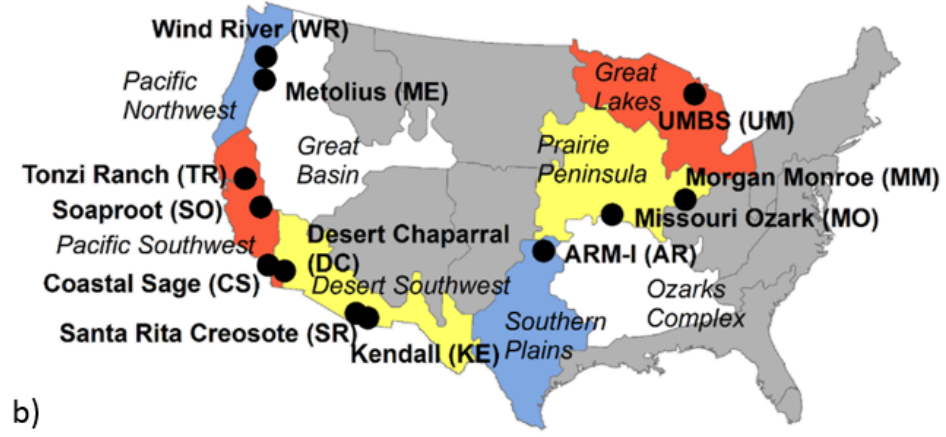 Wind River (WR)
Pacific
Northwest
Metolius (ME)
Great
Lakes
UMBS (UM)
Great
Basin
Prairie
Peninsula
Tonzi Ranch (TR)
Morgan Monroe (MM)
Soaproot (SO)
Missouri Ozark (MO)
Pacific Southwest
Desert Chaparral
(DC)
ARM-I (AR)
Coastal Sage (CS)
Desert Southwest
Ozarks
Complex
Santa Rita Creosote (SR)
Southern
Plains
Kendall (KE)
b)